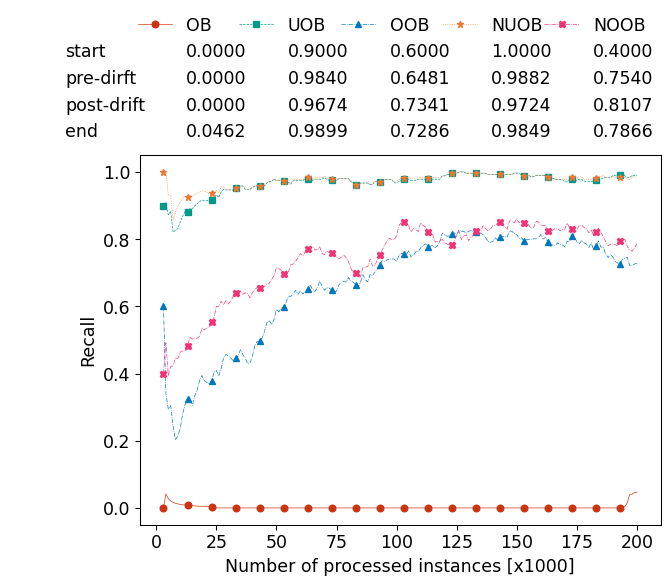 OB UOB OOB NUOB NOOB
start 0.0000 0.9000 0.6000 1.0000 0.4000
pre-dirft 0.0000 0.9840 0.6481 0.9882 0.7540
post-drift 0.0000 0.9674 0.7341 0.9724 0.8107
end 0.0462 0.9899 0.7286 0.9849 0.7866
1.0
0.8
0.6
0.4
0.2
0.0
Recall
0 25 50 75 100 125 150 175 200
Number of processed instances [x1000]